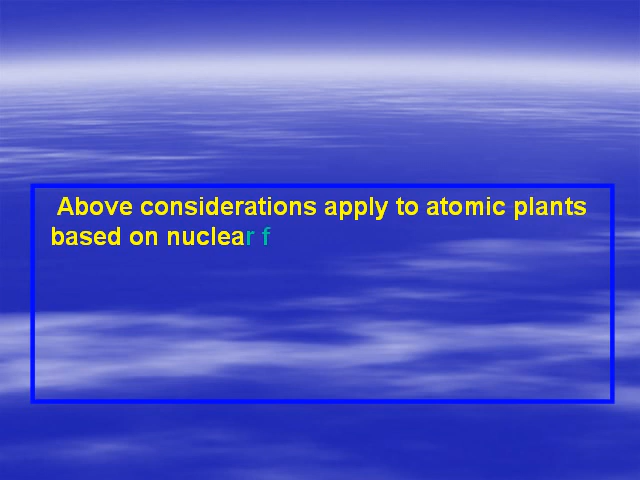 Above considerations apply to atomic plants
based on nuclear f